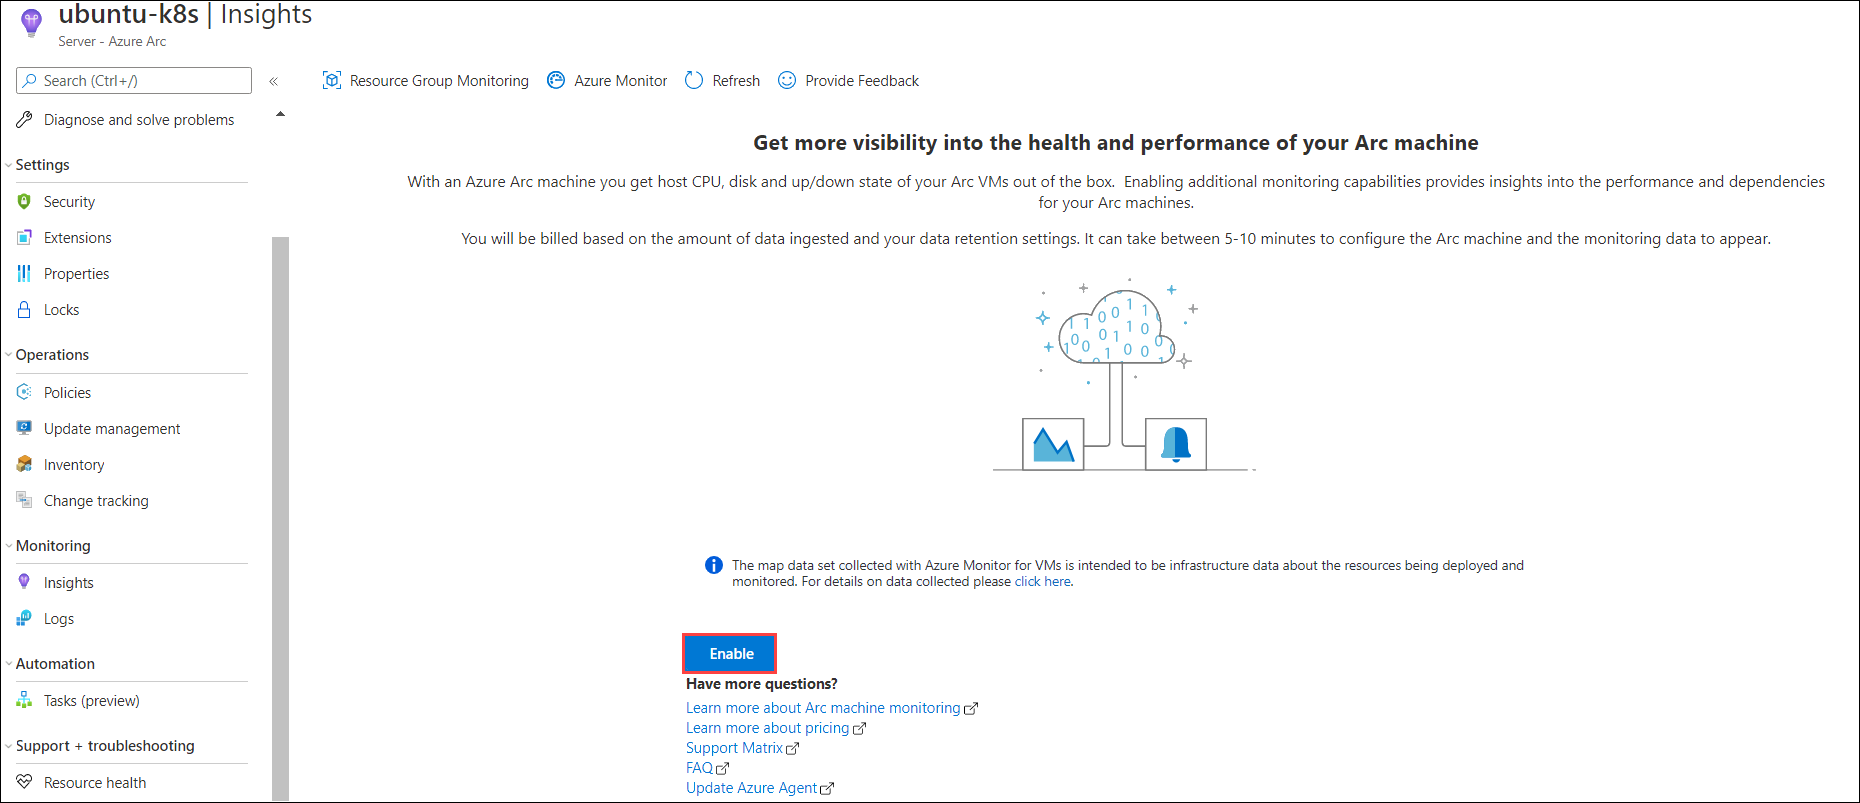 ubuntu-k8s | Insights
Server - Azure Arc
Search (Ctrl+/)
«
Resource Group Monitoring
Azure Monitor
Refresh
Provide Feedback
Diagnose and solve problems
Settings
Security
Extensions
Properties
Locks
Operations
Policies
Update management
Inventory
Change tracking
Monitoring
Insights
Logs
Automation
Tasks (preview)
Support + troubleshooting
Resource health
Get more visibility into the health and performance of your Arc machine
With an Azure Arc machine you get host CPU, disk and up/down state of your Arc VMs out of the box. Enabling additional monitoring capabilities provides insights into the performance and dependencies
for your Arc machines.
You will be billed based on the amount of data ingested and your data retention settings. It can take between 5-10 minutes to configure the Arc machine and the monitoring data to appear.
The map data set collected with Azure Monitor for VMs is intended to be infrastructure data about the resources being deployed and
monitored. For details on data collected please click here.
Enable
Have more questions?
Learn more about Arc machine monitoring
Learn more about pricing
Support Matrix
FAQ
Update Azure Agent